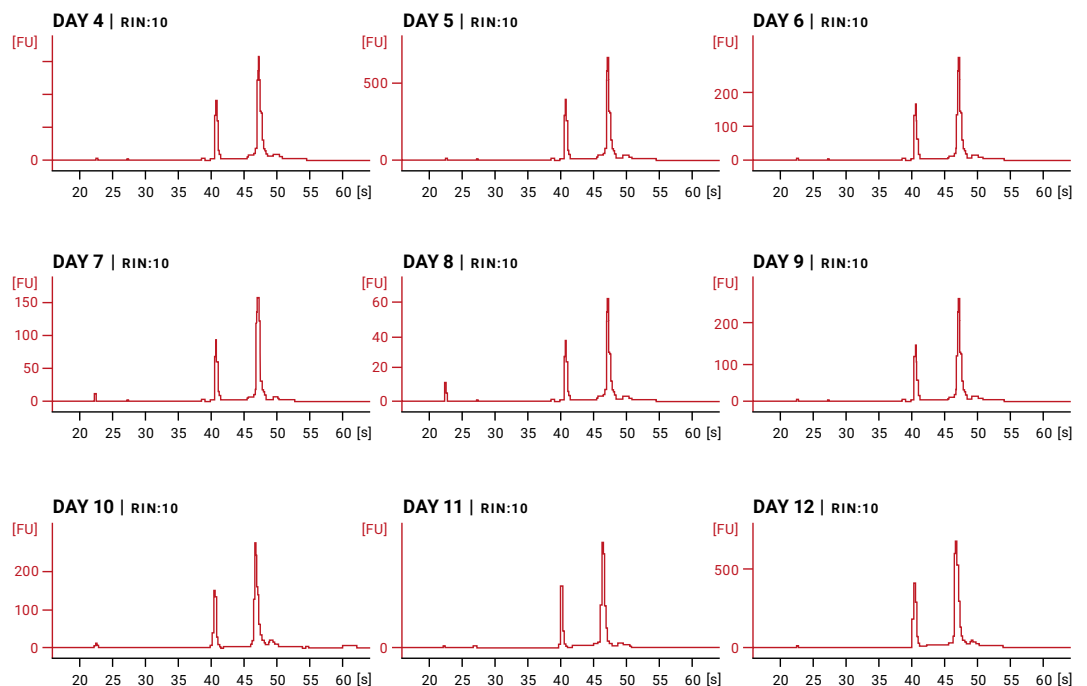 DAY 4 | RIN:10
[FU]
0
20 25 30 35 40 45 50 55 60 [s]
DAY 5 | RIN:10
[FU]
500
0
20 25 30 35 40 45 50 55 60 [s]
DAY 6 | RIN:10
[FU]
200
100
0
20 25 30 35 40 45 50 55 60 [s]
DAY 7 | RIN:10
[FU]
150
100
50
0
20 25 30 35 40 45 50 55 60 [s]
DAY 8 | RIN:10
[FU]
60
40
20
0
20 25 30 35 40 45 50 55 60 [s]
DAY 9 | RIN:10
[FU]
200
100
0
20 25 30 35 40 45 50 55 60 [s]
DAY 10 | RIN:10
[FU]
200
100
0
20 25 30 35 40 45 50 55 60 [s]
DAY 11 | RIN:10
[FU]
0
20 25 30 35 40 45 50 55 60 [s]
DAY 12 | RIN:10
[FU]
500
0
20 25 30 35 40 45 50 55 60 [s]